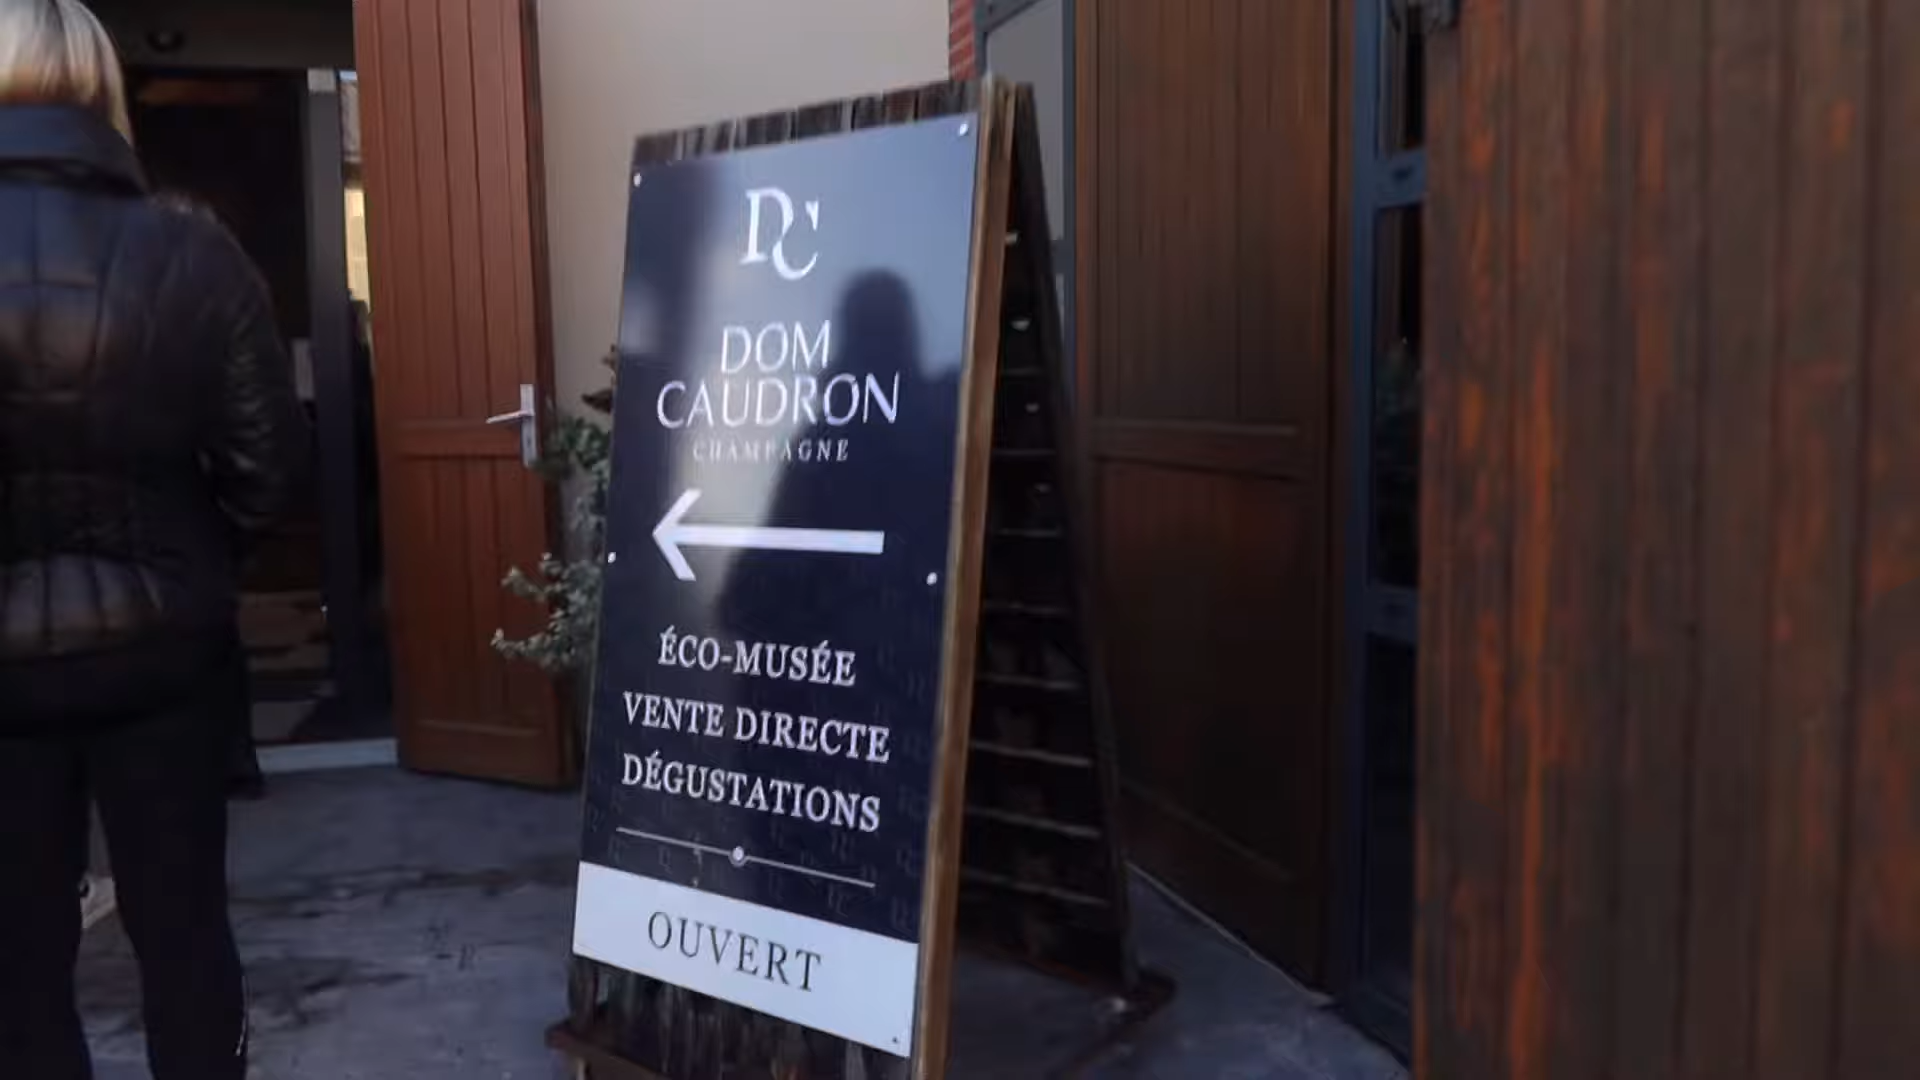 DC
DOM
CAUDRON
CHAMPAGNE
ÉCO-MUSÉE
VENTE DIRECTE
DÉGUSTATIONS
OUVERT